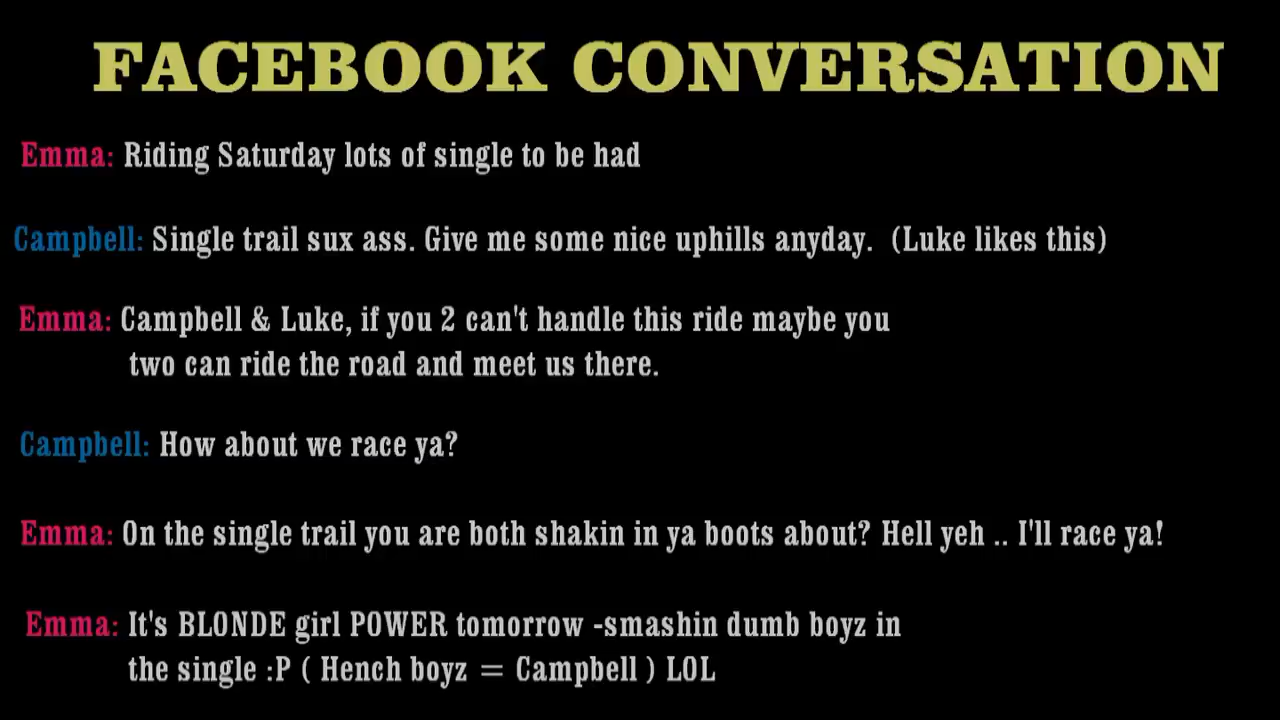 FACEBOOK CONVERSATION
Emma: Riding Saturday lots of single to be had
Campbell: Single trail sux ass. Give me some nice uphills anyday. (Luke likes this)
Emma: Campbell & Luke, if you 2 can't handle this ride maybe you
two can ride the road and meet us there.
Campbell: How about we race ya?
Emma: On the single trail you are both shakin in ya boots about? Hell yeh .. I'll race ya!
Emma: It's BLONDE girl POWER tomorrow -smashin dumb boyz in
the single :P ( Hench boyz = Campbell ) LOL